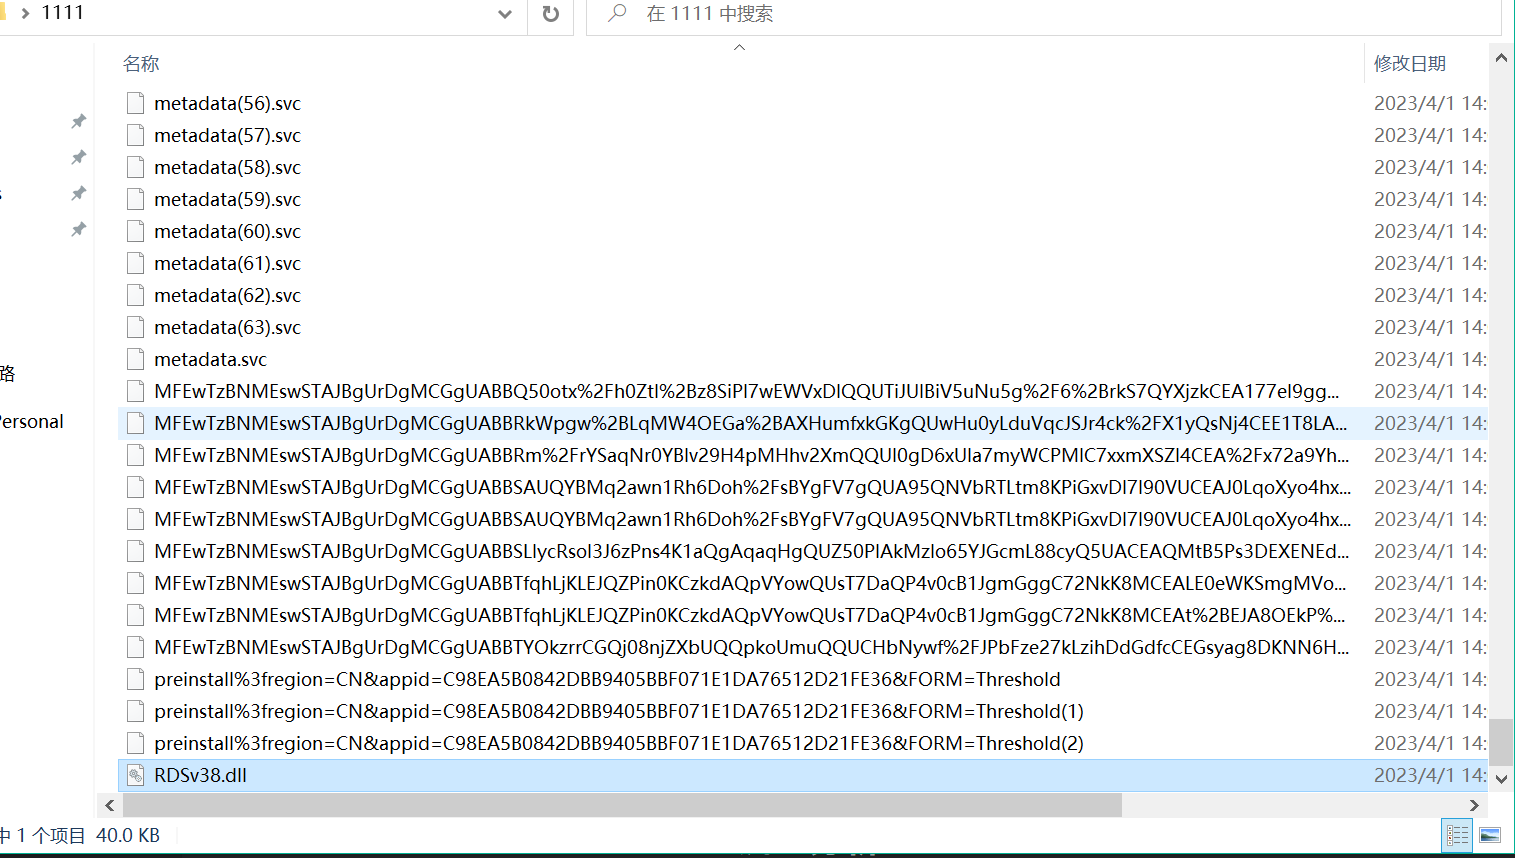 1111
在 1111 中搜索
名称
修改日期
metadata(56).svc
2023/4/1 14:
metadata(57).svc
2023/4/1 14:
metadata(58).svc
2023/4/1 14:
metadata(59).svc
2023/4/1 14:
metadata(60).svc
2023/4/1 14:
metadata(61).svc
2023/4/1 14:
metadata(62).svc
2023/4/1 14:
metadata(63).svc
2023/4/1 14:
metadata.svc
2023/4/1 14:
MFEwTzBNMEswSTAJBgUrDgMCGgUABBQ50otx%2Fh0Ztl%2Bz8SiPI7wEWVxDlQQUTiJUIBiV5uNu5g%2F6%2BrkS7QYXjzkCEA177el9gg...
2023/4/1 14:
MFEwTzBNMEswSTAJBgUrDgMCGgUABBRkWpgw%2BLqMW4OEGa%2BAXHumfxkGKgQUwHu0yLduVqcJSJr4ck%2FX1yQsNj4CEE1T8LA...
2023/4/1 14:
MFEwTzBNMEswSTAJBgUrDgMCGgUABBRm%2FrYSaqNr0YBlv29H4pMHhv2XmQQUl0gD6xUIa7myWCPMlC7xxmXSZI4CEA%2Fx72a9Yh...
2023/4/1 14:
MFEwTzBNMEswSTAJBgUrDgMCGgUABBSAUQYBMq2awn1Rh6Doh%2FsBYgFV7gQUA95QNVbRTLtm8KPiGxvDl7I90VUCEAJ0LqoXyo4hx...
2023/4/1 14:
MFEwTzBNMEswSTAJBgUrDgMCGgUABBSAUQYBMq2awn1Rh6Doh%2FsBYgFV7gQUA95QNVbRTLtm8KPiGxvDl7I90VUCEAJ0LqoXyo4hx...
2023/4/1 14:
MFEwTzBNMEswSTAJBgUrDgMCGgUABBSLIycRsoI3J6zPns4K1aQgAqaqHgQUZ50PIAkMzIo65YJGcmL88cyQ5UACEAQMtB5Ps3DEXENEd...
2023/4/1 14:
MFEwTzBNMEswSTAJBgUrDgMCGgUABBTfqhLjKLEJQZPin0KCzkdAQpVYowQUsT7DaQP4v0cB1JgmGggC72NkK8MCEALE0eWKSmgMVo...
2023/4/1 14:
MFEwTzBNMEswSTAJBgUrDgMCGgUABBTfqhLjKLEJQZPin0KCzkdAQpVYowQUsT7DaQP4v0cB1JgmGggC72NkK8MCEAt%2BEJA8OEkP%...
2023/4/1 14:
MFEwTzBNMEswSTAJBgUrDgMCGgUABBTYOkzrrCGQj08njZXbUQQpkoUmuQQUCHbNywf%2FJPbFze27kLzihDdGdfcCEGsyag8DKNN6H...
2023/4/1 14:
preinstall%3fregion=CN&appid=C98EA5B0842DBB9405BBF071E1DA76512D21FE36&FORM=Threshold
2023/4/1 14:
preinstall%3fregion=CN&appid=C98EA5B0842DBB9405BBF071E1DA76512D21FE36&FORM=Threshold(1)
2023/4/1 14:
preinstall%3fregion=CN&appid=C98EA5B0842DBB9405BBF071E1DA76512D21FE36&FORM=Threshold(2)
2023/4/1 14:
RDSv38.dll
2023/4/1 14:
路
Personal
中 1 个项目 40.0 KB